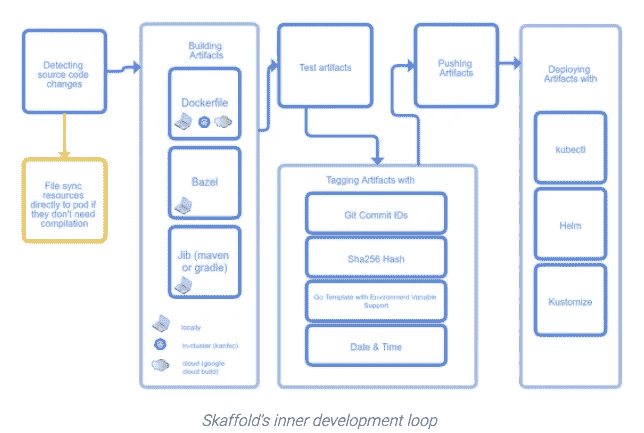 Detecting
source code
changes
File sync
resources
directly to pod if
they don't need
compilation
Building
Artifacts
Dockerfile
Bazel
Jib (maven
or gradle)
locally
in-cluster (kaniko)
cloud (google
cloud build)
Test artifacts
Tagging Artifacts with
Git Commit IDs
Sha256 Hash
Go Template with Environment Variable
Support
Date & Time
Pushing
Artifacts
Deploying
Artifacts with
kubectl
Helm
Kustomize
Skaffold's inner development loop